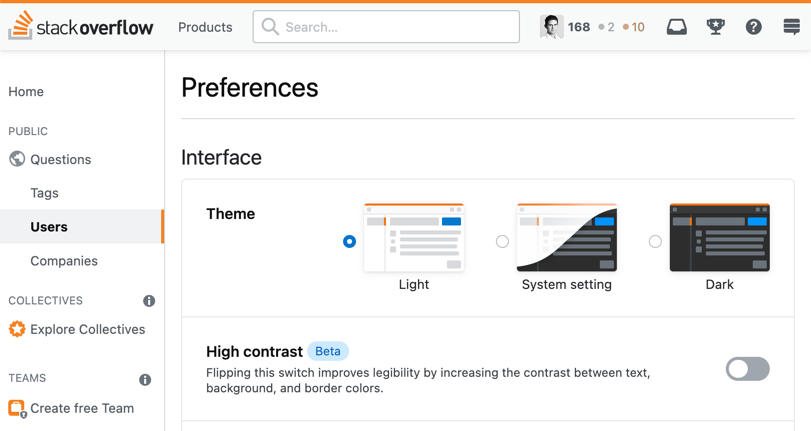 stackoverflow Products Search... 168 2 10
Home
PUBLIC
Questions
Tags
Users
Companies
COLLECTIVES
Explore Collectives
TEAMS
Create free Team
Preferences
Interface
Theme
Light System setting Dark
High contrast Beta
Flipping this switch improves legibility by increasing the contrast between text,
background, and border colors.